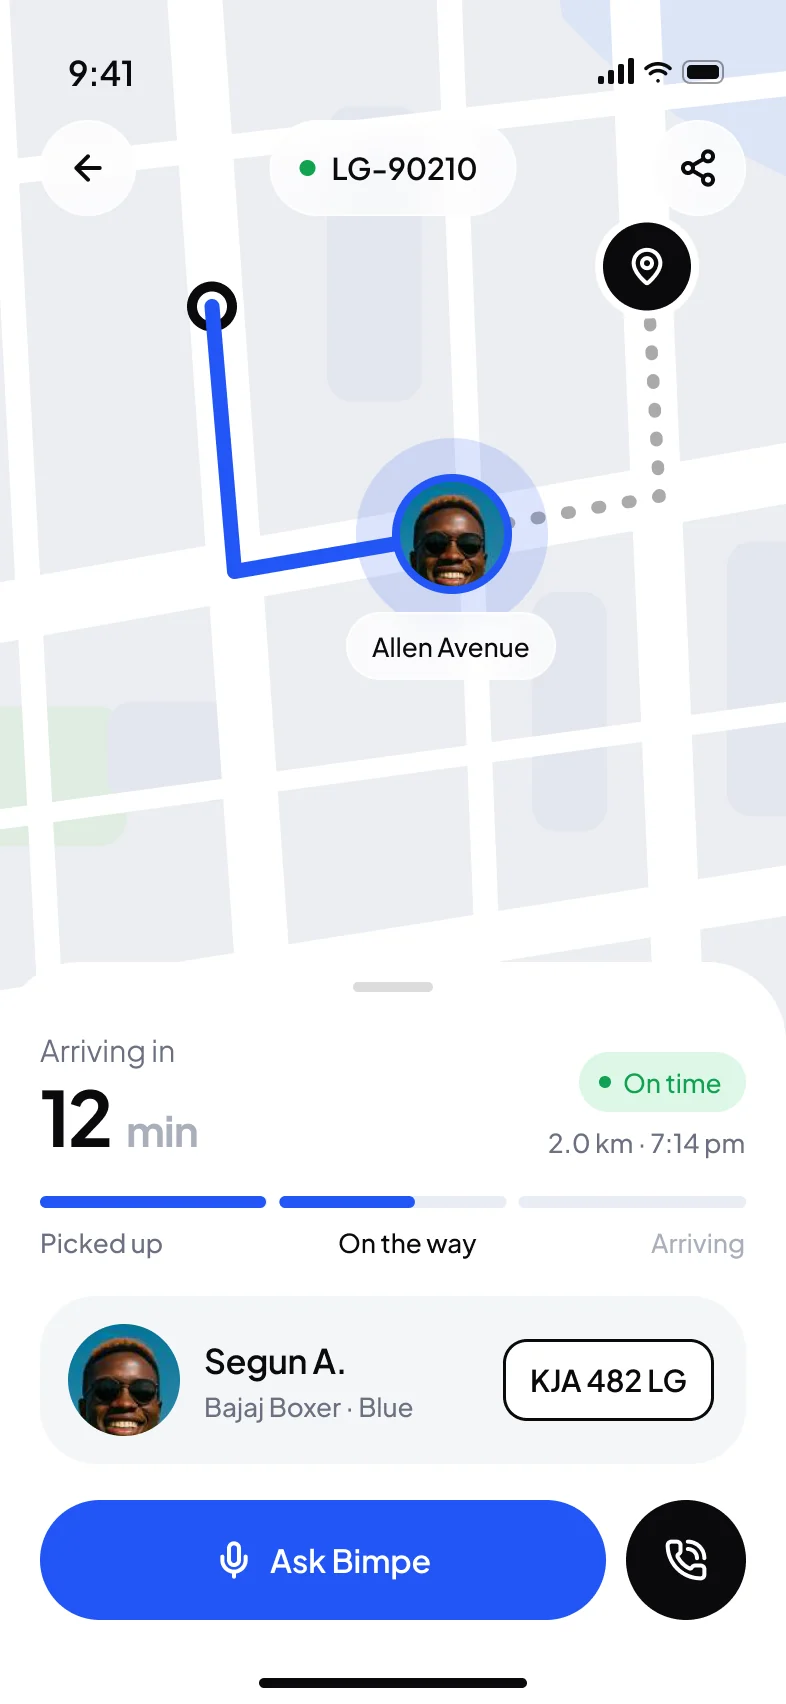 9:41
LG-90210
Allen Avenue
Arriving in
12 min
On time
2.0 km · 7:14 pm
Picked up
On the way
Arriving
Segun A.
Bajaj Boxer · Blue
KJA 482 LG
Ask Bimpe